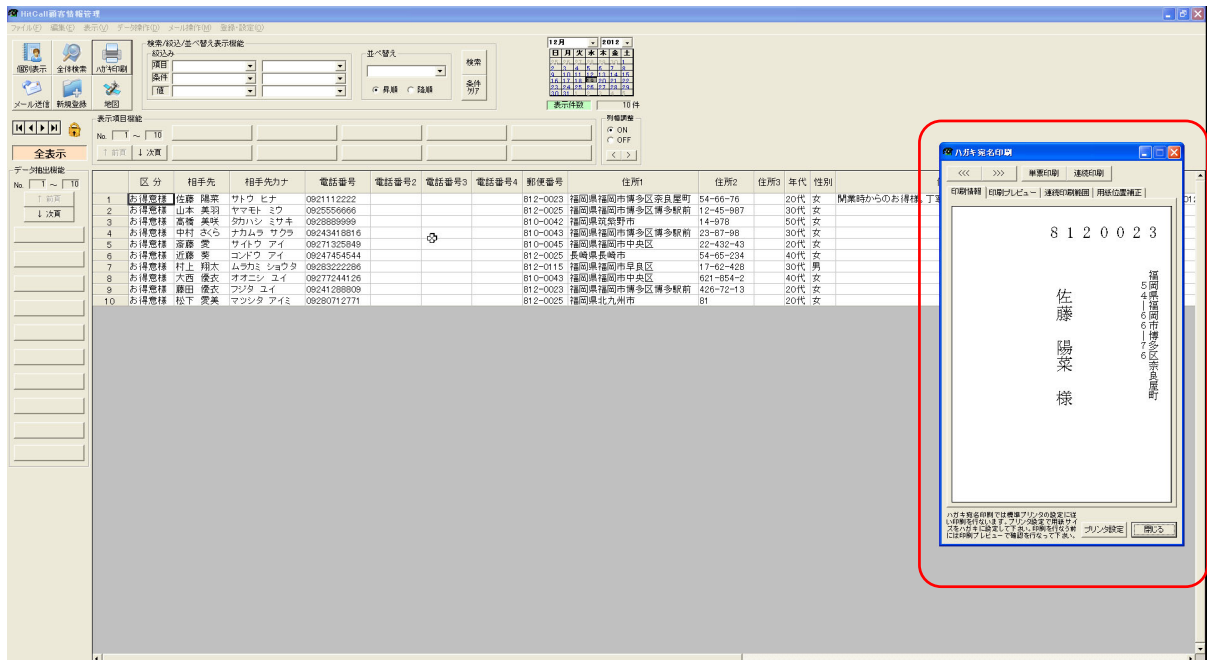 HitCall顧客情報管理
ファイル(F) 編集(E) 表示(V) データ操作(D) メール操作(M) 登録・設定(O)
個別表示 全体検索 ハガキ印刷
メール送信 新規登録 地図
検索/絞込/並べ替え表示機能
絞込み
項目
条件
値
並べ替え
昇順 降順
検索
条件クリア
12月 2012
日 月 火 水 木 金 土
2 3 4 5 6 7 8
9 10 11 12 13 14 15
16 17 18 19 20 21 22
23 24 25 26 27 28 29
30 31
表示件数 10 件
表示項目機能
No. 1 ~ 10
↑ 前頁 ↓ 次頁
列幅調整
ON
OFF
< >
全表示
データ抽出機能
No. 1 ~ 10
↑ 前頁
↓ 次頁
区 分 相手先 相手先カナ 電話番号 電話番号2 電話番号3 電話番号4 郵便番号 住所1 住所2 住所3 年代 性別
1 お得意様 佐藤 陽菜 サトウ ヒナ 0921112222 812-0023 福岡県福岡市博多区奈良屋町 54-66-76 20代 女 開業時からのお得様。丁寧
2 お得意様 山本 美羽 ヤマモト ミウ 0925556666 812-0025 福岡県福岡市博多区博多駅前 12-45-987 30代 女
3 お得意様 高橋 美咲 タカハシ ミサキ 0928889999 810-0042 福岡県筑紫野市 14-978 50代 女
4 お得意様 中村 さくら ナカムラ サクラ 09243418816 810-0043 福岡県福岡市博多区博多駅前 23-87-98 30代 女
5 お得意様 斎藤 愛 サイトウ アイ 09271325849 810-0045 福岡県福岡市中央区 22-432-43 20代 女
6 お得意様 近藤 葵 コンドウ アイ 09247454544 812-0025 長崎県長崎市 54-65-234 40代 女
7 お得意様 村上 翔太 ムラカミ ショウタ 09283222286 812-0115 福岡県福岡市早良区 17-62-428 30代 男
8 お得意様 大西 優衣 オオニシ ユイ 09277244126 810-0043 福岡県福岡市中央区 621-854-2 40代 女
9 お得意様 藤田 優衣 フジタ ユイ 09241288809 812-0023 福岡県福岡市博多区博多駅前 426-72-13 20代 女
10 お得意様 松下 愛美 マツシタ アイミ 09280712771 812-0025 福岡県北九州市 81 20代 女
ハガキ宛名印刷
<<< >>> 単票印刷 連続印刷
印刷情報 印刷プレビュー 連続印刷範囲 用紙位置補正
8 1 2 0 0 2 3
福岡県福岡市博多区奈良屋町
54―66―76
佐藤 陽菜 様
ハガキ宛名印刷では標準プリンタの設定に従
い印刷を行ないます。プリンタ設定で用紙サイ
ズをハガキに設定して下さい。印刷を行なう前
には印刷プレビューで確認を行なって下さい。
プリンタ設定 閉じる